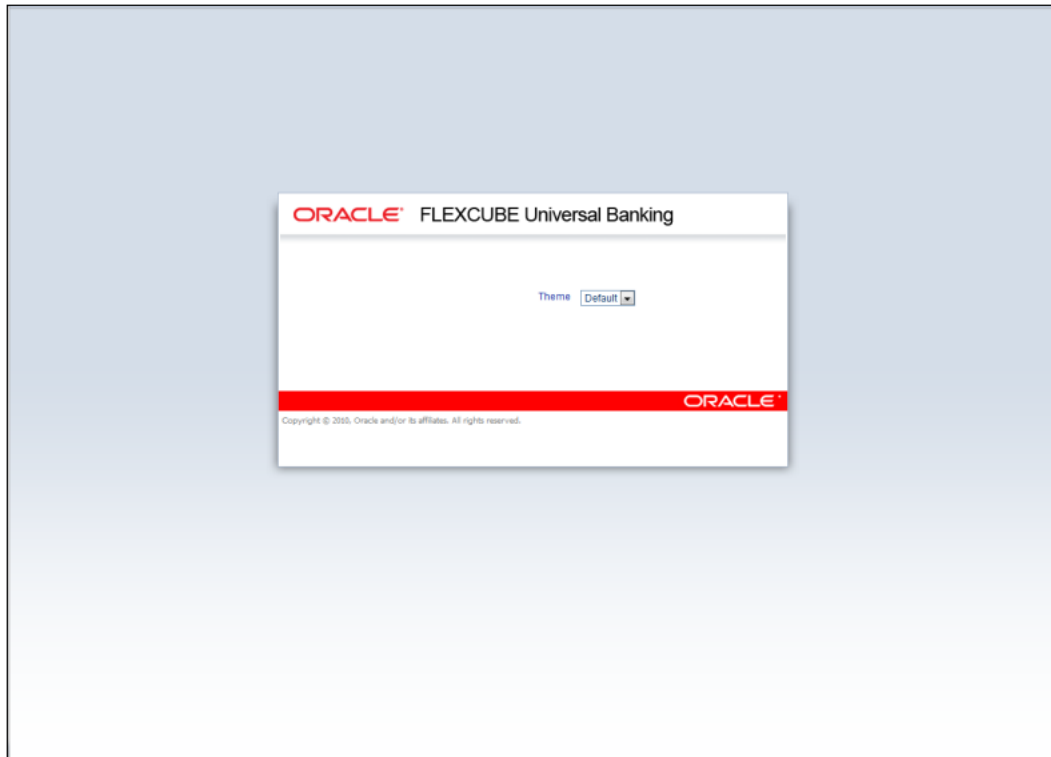 ORACLE® FLEXCUBE Universal Banking
Theme Default
ORACLE®
Copyright © 2010, Oracle and/or its affiliates. All rights reserved.